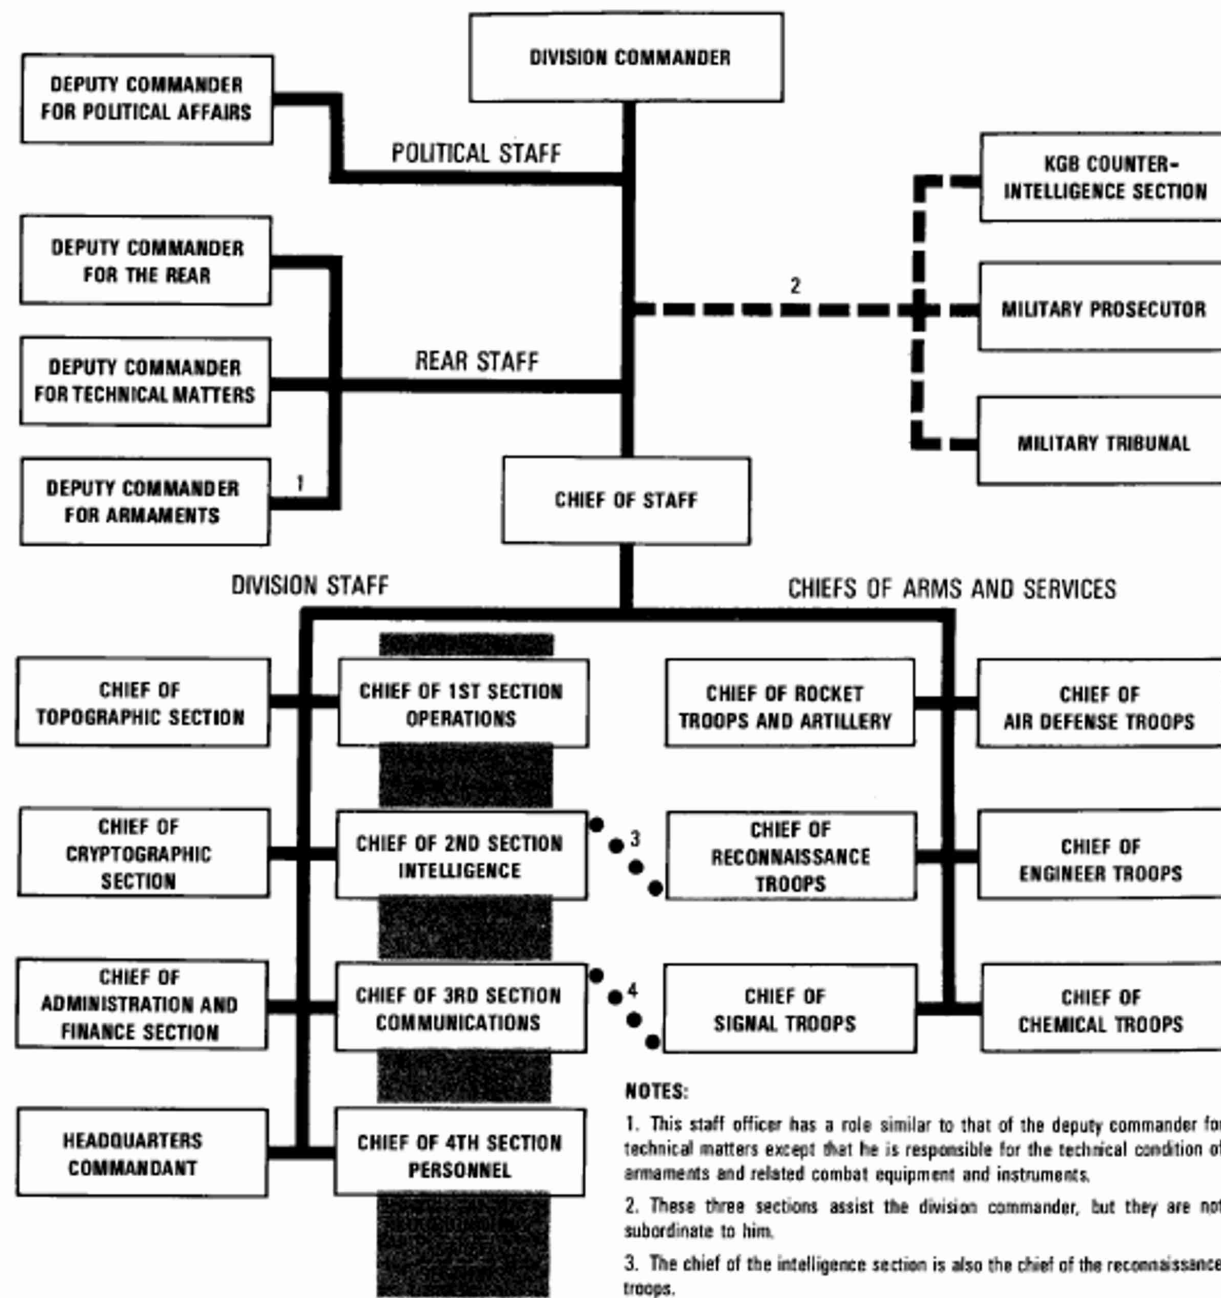 DIVISION COMMANDER
DEPUTY COMMANDER
FOR POLITICAL AFFAIRS
POLITICAL STAFF
KGB COUNTER-
INTELLIGENCE SECTION
DEPUTY COMMANDER
FOR THE REAR
2
MILITARY PROSECUTOR
DEPUTY COMMANDER
FOR TECHNICAL MATTERS
REAR STAFF
MILITARY TRIBUNAL
DEPUTY COMMANDER
FOR ARMAMENTS
1
CHIEF OF STAFF
DIVISION STAFF
CHIEFS OF ARMS AND SERVICES
CHIEF OF
TOPOGRAPHIC SECTION
CHIEF OF 1ST SECTION
OPERATIONS
CHIEF OF ROCKET
TROOPS AND ARTILLERY
CHIEF OF
AIR DEFENSE TROOPS
CHIEF OF
CRYPTOGRAPHIC
SECTION
CHIEF OF 2ND SECTION
INTELLIGENCE
3
CHIEF OF
RECONNAISSANCE
TROOPS
CHIEF OF
ENGINEER TROOPS
CHIEF OF
ADMINISTRATION AND
FINANCE SECTION
CHIEF OF 3RD SECTION
COMMUNICATIONS
4
CHIEF OF
SIGNAL TROOPS
CHIEF OF
CHEMICAL TROOPS
HEADQUARTERS
COMMANDANT
CHIEF OF 4TH SECTION
PERSONNEL
NOTES:
1. This staff officer has a role similar to that of the deputy commander for
technical matters except that he is responsible for the technical condition of
armaments and related combat equipment and instruments.
2. These three sections assist the division commander, but they are not
subordinate to him.
3. The chief of the intelligence section is also the chief of the reconnaissance
troops.